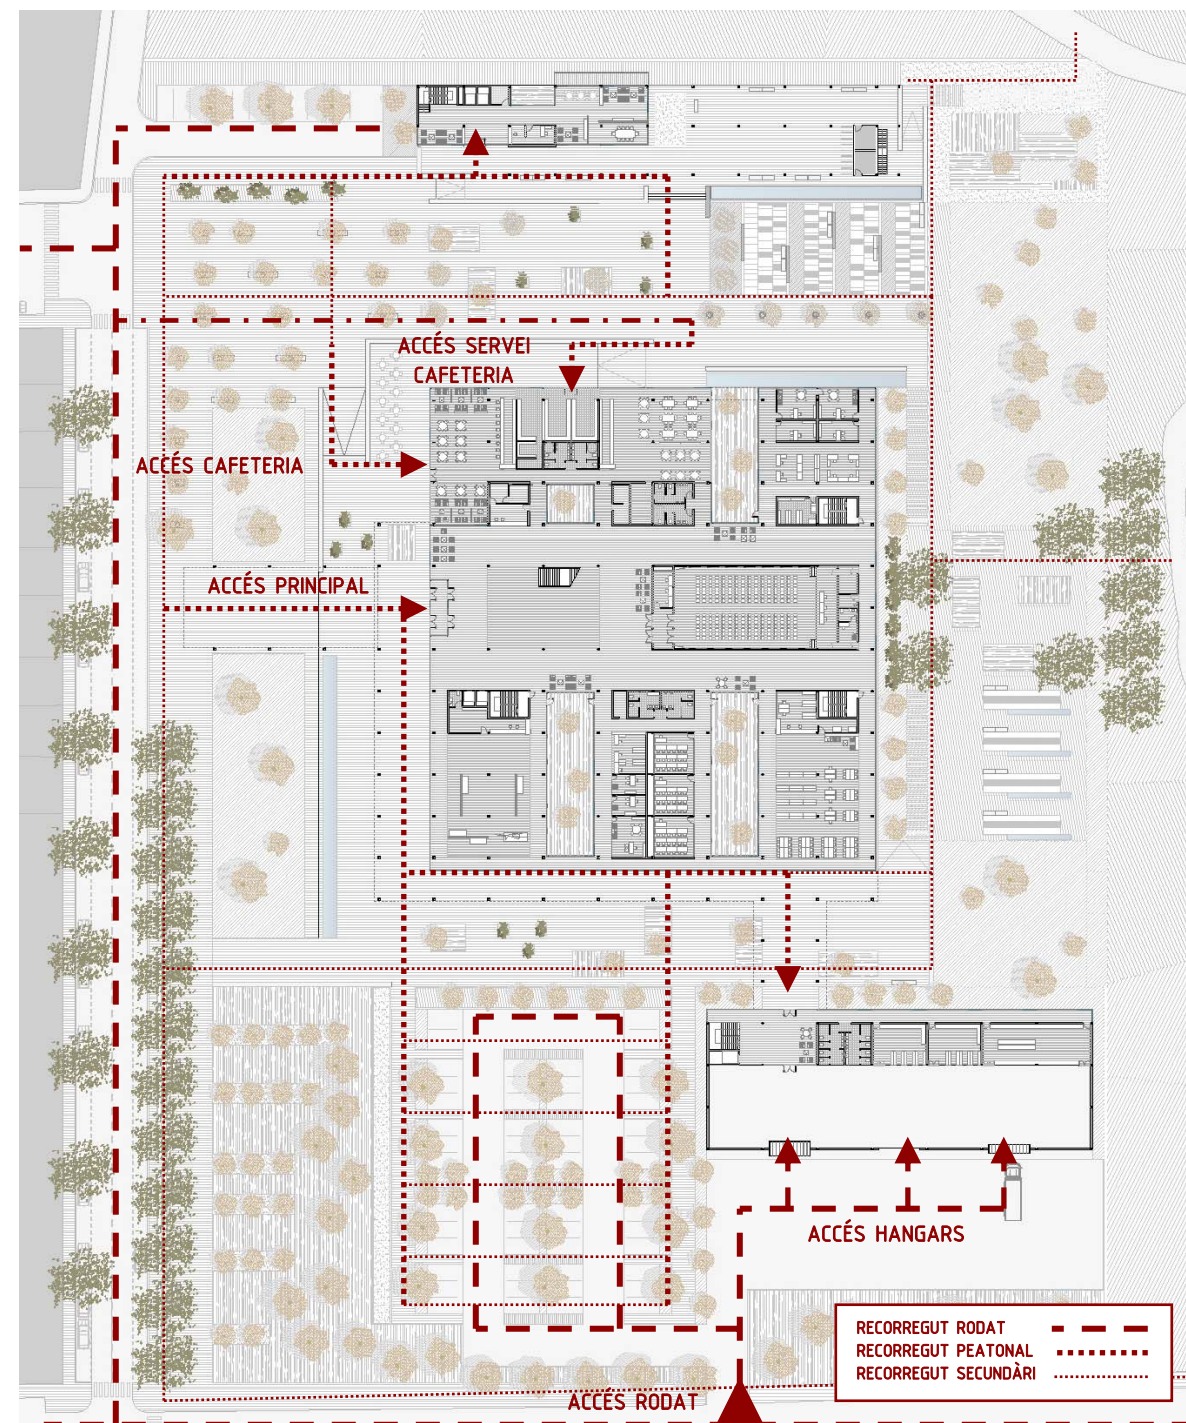 ACCÉS SERVEI
CAFETERIA
ACCÉS CAFETERIA
ACCÉS PRINCIPAL
ACCÉS HANGARS
RECORREGUT RODAT
RECORREGUT PEATONAL
RECORREGUT SECUNDÀRI
ACCÉS RODAT